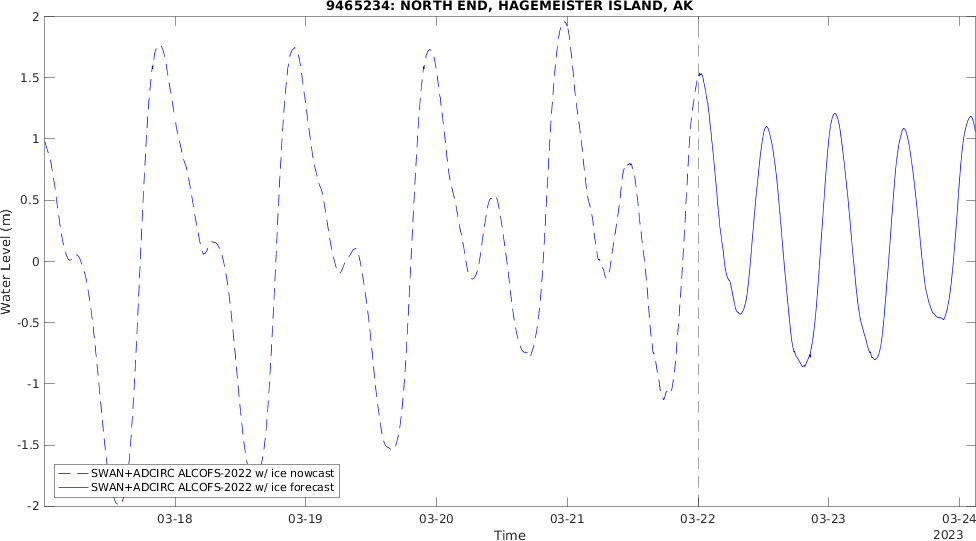 9465234: NORTH END, HAGEMEISTER ISLAND, AK
Water Level (m)
2
1.5
1
0.5
0
-0.5
-1
-1.5
-2
SWAN+ADCIRC ALCOFS-2022 w/ ice nowcast
SWAN+ADCIRC ALCOFS-2022 w/ ice forecast
03-18 03-19 03-20 03-21 03-22 03-23 03-24
Time
2023